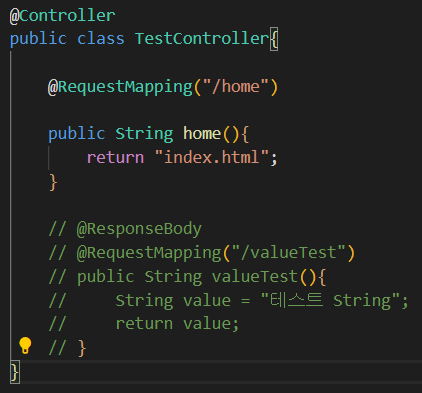 @Controller
public class TestController{
@RequestMapping("/home")
public String home(){
return "index.html";
}
// @ResponseBody
// @RequestMapping("/valueTest")
// public String valueTest(){
//     String value = "테스트 String";
//     return value;
// }
}